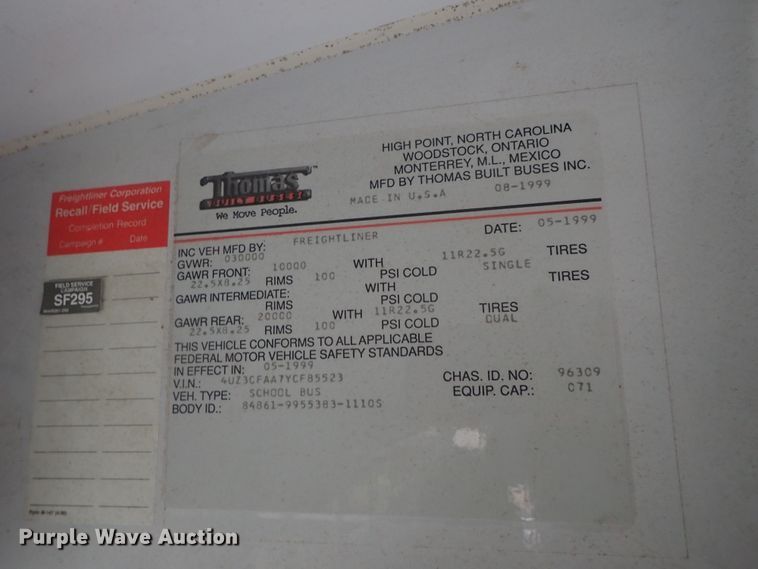 HIGH POINT, NORTH CAROLINA
WOODSTOCK, ONTARIO
MONTERREY, M.L., MEXICO
MFD BY THOMAS BUILT BUSES INC.
MADE IN U.S.A 08-1999
Thomas
BUILT BUSES
We Move People.
INC VEH MFD BY: FREIGHTLINER DATE: 05-1999
GVWR: 030000
GAWR FRONT: 10000 WITH 11R22.5G TIRES
22.5X8.25 RIMS 100 PSI COLD SINGLE
GAWR INTERMEDIATE: WITH TIRES
RIMS PSI COLD
GAWR REAR: 20000 WITH 11R22.5G TIRES
22.5X8.25 RIMS 100 PSI COLD DUAL
THIS VEHICLE CONFORMS TO ALL APPLICABLE
FEDERAL MOTOR VEHICLE SAFETY STANDARDS
IN EFFECT IN: 05-1999
V.I.N.: 4UZ3CFAA7YCF85523 CHAS. ID. NO: 96309
VEH. TYPE: SCHOOL BUS EQUIP. CAP.: 071
BODY ID.: 84861-9955383-1110S
Freightliner Corporation
Recall/Field Service
Completion Record
Campaign # Date
FIELD SERVICE
CAMPAIGN
SF295
Purple Wave Auction